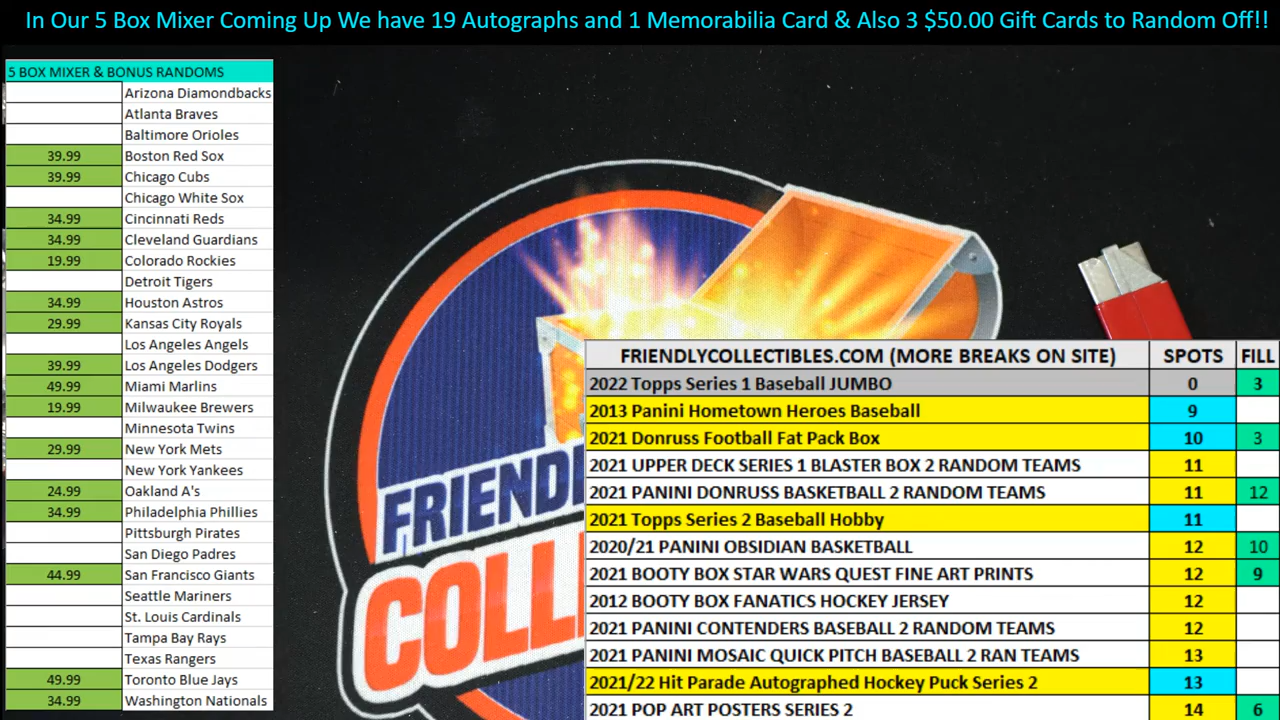 In Our 5 Box Mixer Coming Up We have 19 Autographs and 1 Memorabilia Card & Also 3 $50.00 Gift Cards to Random Off!!
5 BOX MIXER & BONUS RANDOMS
Arizona Diamondbacks
Atlanta Braves
Baltimore Orioles
39.99 Boston Red Sox
39.99 Chicago Cubs
Chicago White Sox
34.99 Cincinnati Reds
34.99 Cleveland Guardians
19.99 Colorado Rockies
Detroit Tigers
34.99 Houston Astros
29.99 Kansas City Royals
Los Angeles Angels
39.99 Los Angeles Dodgers
49.99 Miami Marlins
19.99 Milwaukee Brewers
Minnesota Twins
29.99 New York Mets
New York Yankees
24.99 Oakland A's
34.99 Philadelphia Phillies
Pittsburgh Pirates
San Diego Padres
44.99 San Francisco Giants
Seattle Mariners
St. Louis Cardinals
Tampa Bay Rays
Texas Rangers
49.99 Toronto Blue Jays
34.99 Washington Nationals
FRIENDL
COLL
FRIENDLYCOLLECTIBLES.COM (MORE BREAKS ON SITE) SPOTS FILL
2022 Topps Series 1 Baseball JUMBO 0 3
2013 Panini Hometown Heroes Baseball 9
2021 Donruss Football Fat Pack Box 10 3
2021 UPPER DECK SERIES 1 BLASTER BOX 2 RANDOM TEAMS 11
2021 PANINI DONRUSS BASKETBALL 2 RANDOM TEAMS 11 12
2021 Topps Series 2 Baseball Hobby 11
2020/21 PANINI OBSIDIAN BASKETBALL 12 10
2021 BOOTY BOX STAR WARS QUEST FINE ART PRINTS 12 9
2012 BOOTY BOX FANATICS HOCKEY JERSEY 12
2021 PANINI CONTENDERS BASEBALL 2 RANDOM TEAMS 12
2021 PANINI MOSAIC QUICK PITCH BASEBALL 2 RAN TEAMS 13
2021/22 Hit Parade Autographed Hockey Puck Series 2 13
2021 POP ART POSTERS SERIES 2 14 6